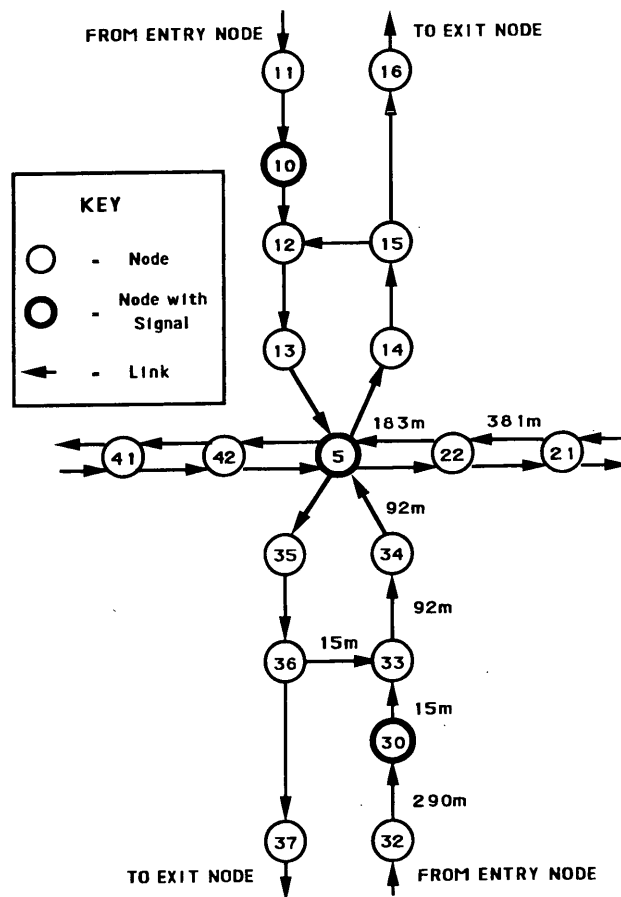 FROM ENTRY NODE
TO EXIT NODE
11
16
10
KEY
Node
Node with
Signal
Link
12
15
13
14
183m
381m
41
42
5
22
21
92m
35
34
92m
15m
36
33
15m
30
290m
37
32
TO EXIT NODE
FROM ENTRY NODE